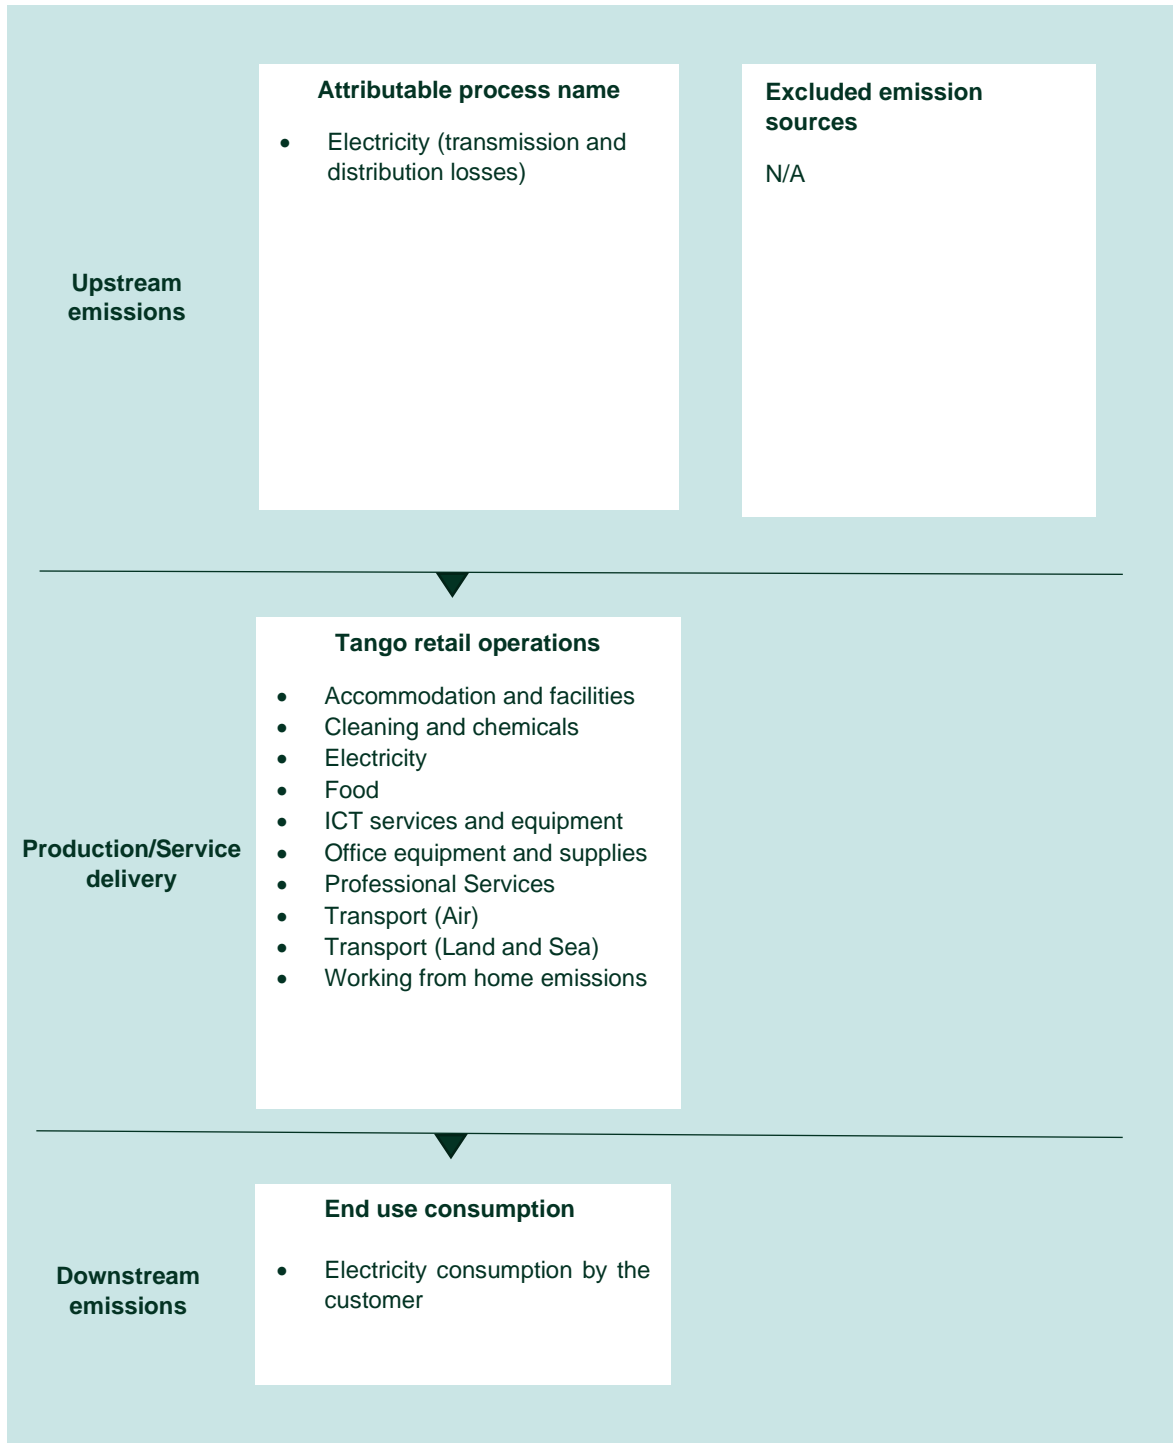 Upstream
emissions
Attributable process name
• Electricity (transmission and
distribution losses)
Excluded emission
sources
N/A
Production/Service
delivery
Tango retail operations
• Accommodation and facilities
• Cleaning and chemicals
• Electricity
• Food
• ICT services and equipment
• Office equipment and supplies
• Professional Services
• Transport (Air)
• Transport (Land and Sea)
• Working from home emissions
Downstream
emissions
End use consumption
• Electricity consumption by the
customer